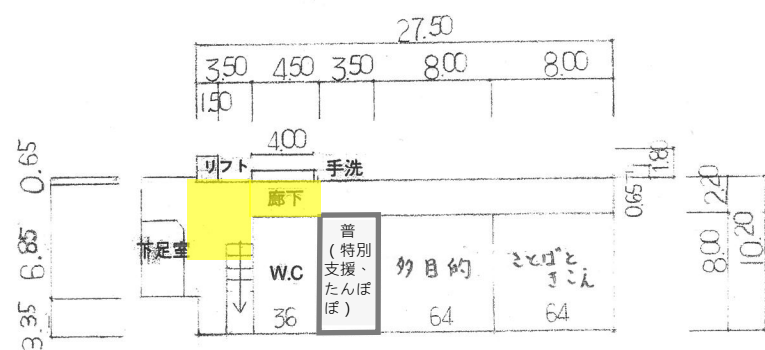 27.50
3.50 4.50 3.50 8.00 8.00
1.50
4.00
リフト
手洗
廊下
下足室
W.C
36
普
(特別
支援、
たんぽ
ぽ)
多目的
64
ことばと
きこえ
64
0.65
6.85
3.35
1.80
0.65
2.20
8.00
10.20